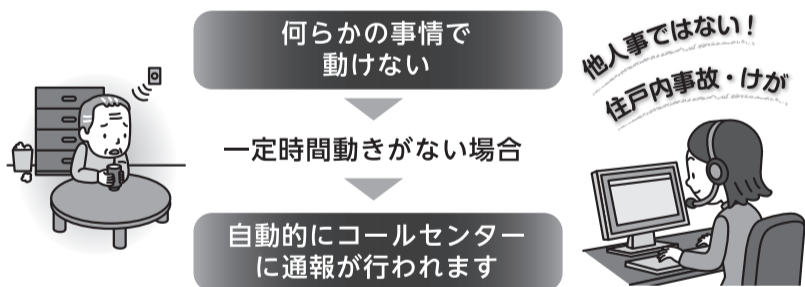 何らかの事情で
動けない
一定時間動きがない場合
自動的にコールセンター
に通報が行われます
他人事ではない！
住戸内事故・けが